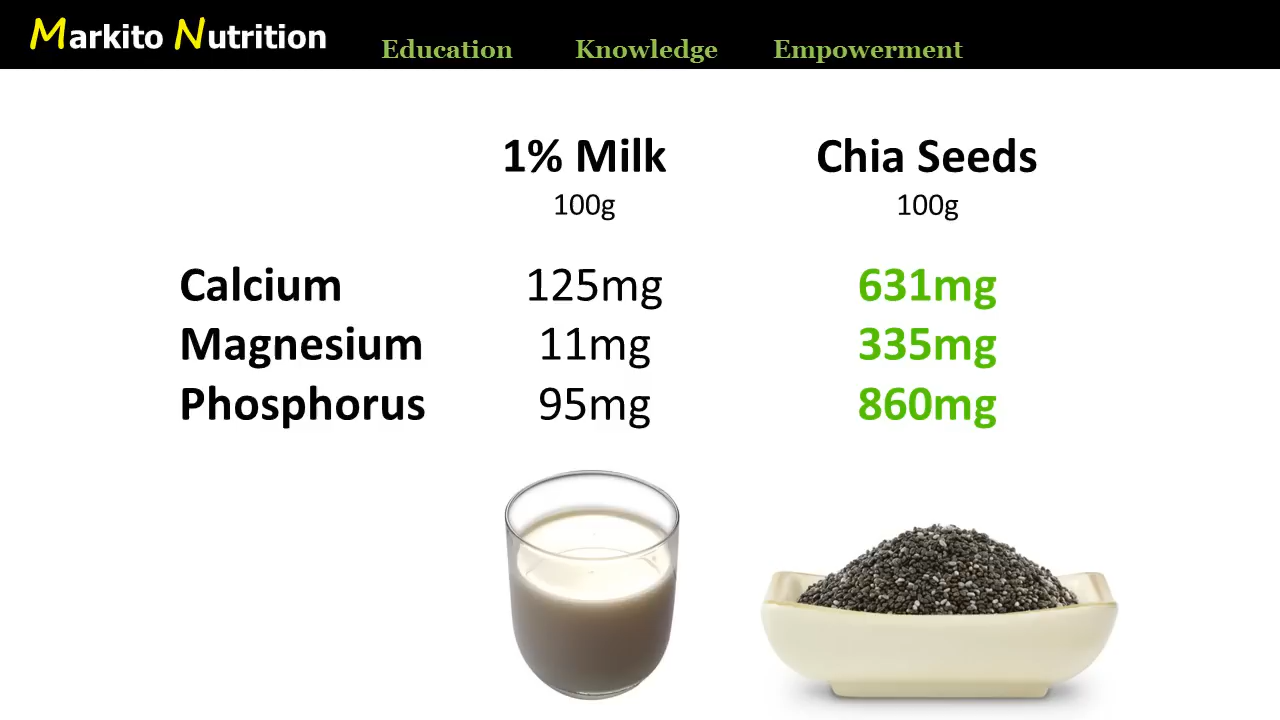 Markito Nutrition
Education Knowledge Empowerment
1% Milk Chia Seeds
100g 100g
Calcium 125mg 631mg
Magnesium 11mg 335mg
Phosphorus 95mg 860mg